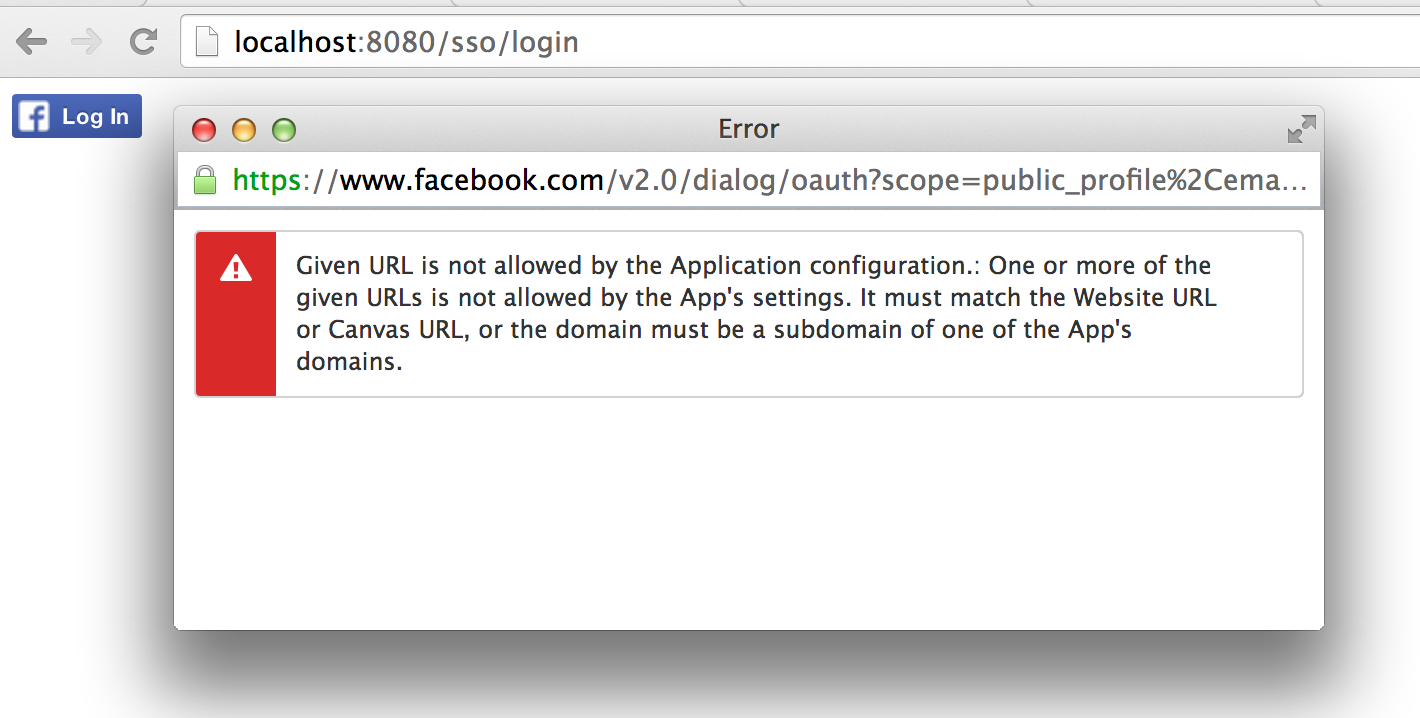 localhost:8080/sso/login
f Log In
Error
https://www.facebook.com/v2.0/dialog/oauth?scope=public_profile%2Cema...
Given URL is not allowed by the Application configuration.: One or more of the
given URLs is not allowed by the App's settings. It must match the Website URL
or Canvas URL, or the domain must be a subdomain of one of the App's
domains.